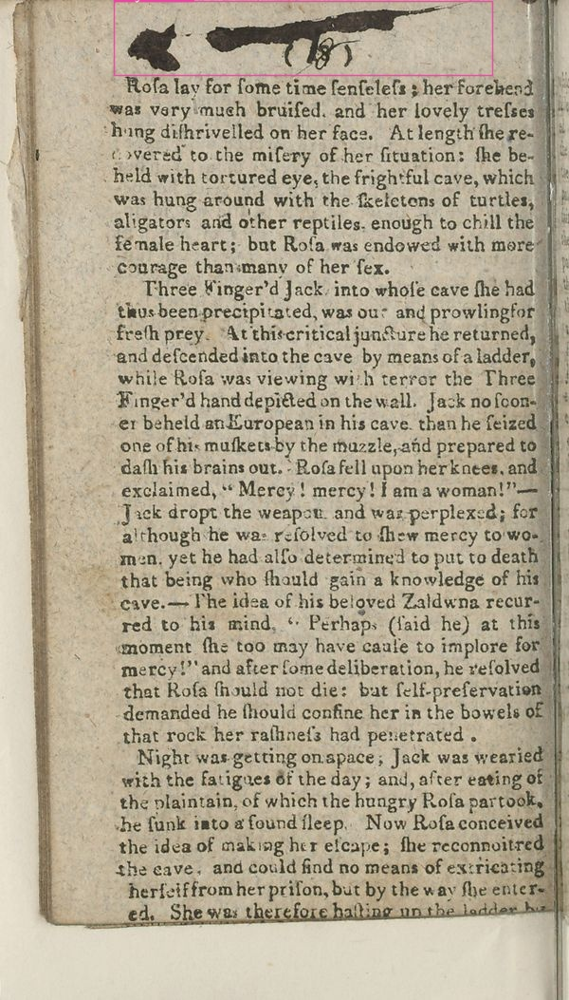 ( 18 )
Roſa lay for ſome time ſenſeleſs ; her forehead
was very much bruiſed, and her lovely treſſes
hung diſhrivelled on her face. At length ſhe re-
covered to the miſery of her ſituation: ſhe be-
held with tortured eye, the frightful cave, which
was hung around with the ſkeletons of turtles,
aligators and other reptiles, enough to chill the
female heart; but Roſa was endowed with more
courage than many of her ſex.
Three Finger'd Jack, into whoſe cave ſhe had
thus been precipitated, was out and prowling for
freſh prey. At this critical juncture he returned,
and deſcended into the cave by means of a ladder,
while Roſa was viewing with terror the Three
Finger'd hand depicted on the wall. Jack no ſoon-
er beheld an European in his cave, than he ſeized
one of his muſkets by the muzzle, and prepared to
daſh his brains out. Roſa fell upon her knees, and
exclaimed, “ Mercy ! mercy ! I am a woman!”—
Jack dropt the weapon, and was perplexed; for
although he was reſolved to ſhew mercy to wo-
men, yet he had alſo determined to put to death
that being who ſhould gain a knowledge of his
cave.— The idea of his beloved Zaldwna recur-
red to his mind, “ Perhaps (ſaid he) at this
moment ſhe too may have cauſe to implore for
mercy!” and after ſome deliberation, he reſolved
that Roſa ſhould not die: but ſelf-preſervation
demanded he ſhould confine her in the bowels of
that rock her raſhneſs had penetrated .
Night was getting on apace; Jack was wearied
with the fatigues of the day; and, after eating of
the plaintain, of which the hungry Roſa partook,
he ſunk into a ſound ſleep. Now Roſa conceived
the idea of making her eſcape; ſhe reconnoitred
the cave, and could find no means of extricating
herſelf from her priſon, but by the way ſhe enter-
ed. She was therefore haſting up the ladder